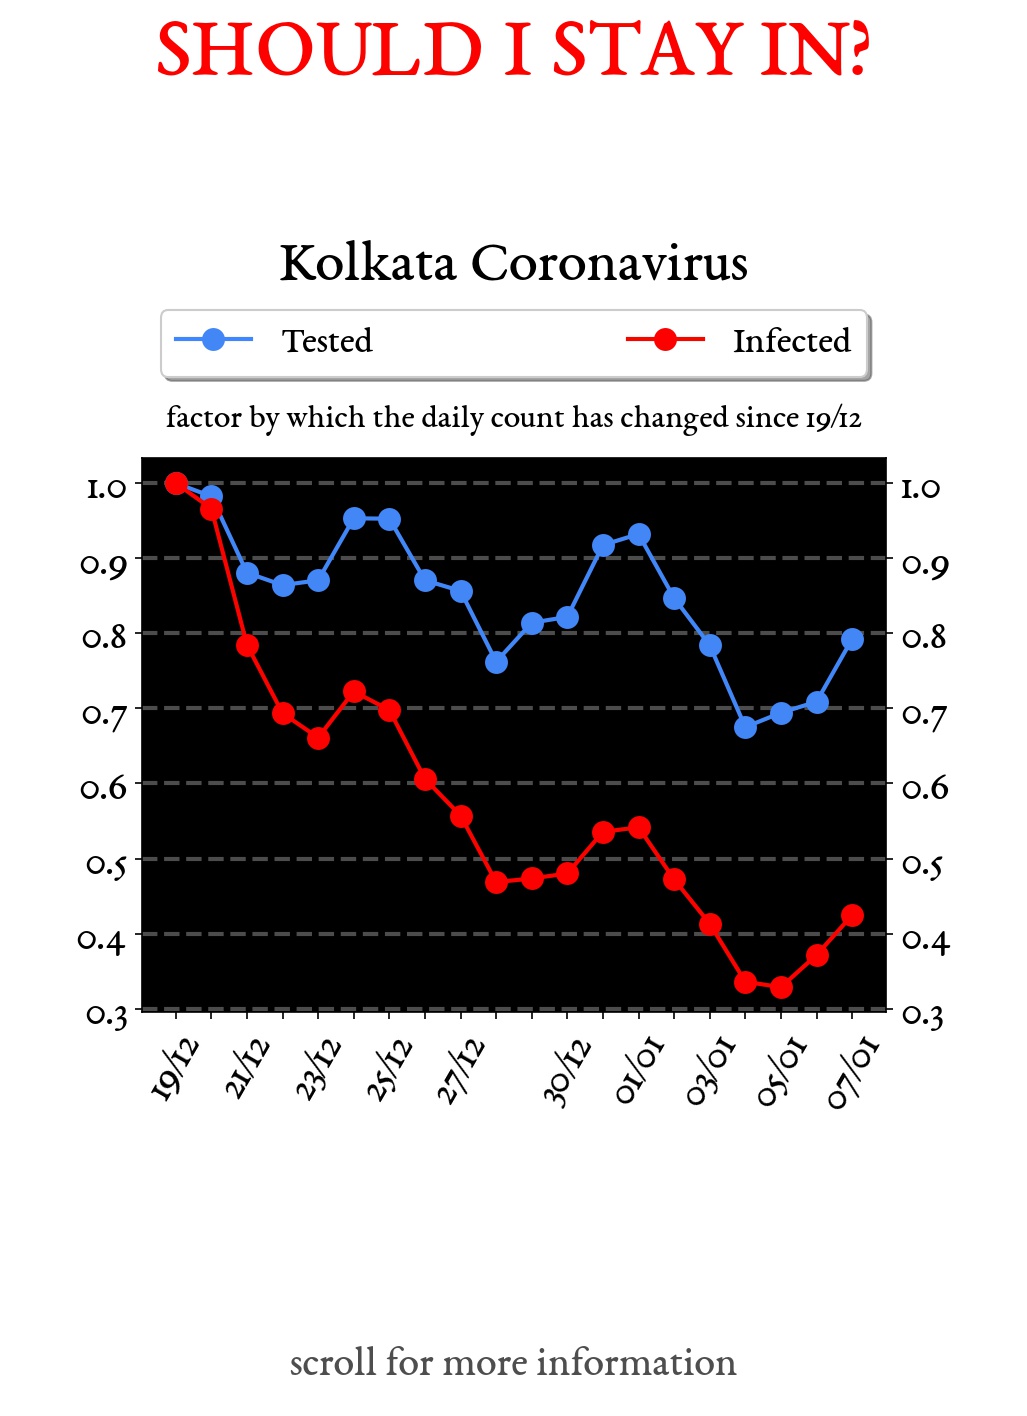 SHOULD I STAY IN?
Kolkata Coronavirus
Tested Infected
factor by which the daily count has changed since 19/12
1.0 1.0
0.9 0.9
0.8 0.8
0.7 0.7
0.6 0.6
0.5 0.5
0.4 0.4
0.3 0.3
19/12 21/12 23/12 25/12 27/12 30/12 01/01 03/01 05/01 07/01
scroll for more information